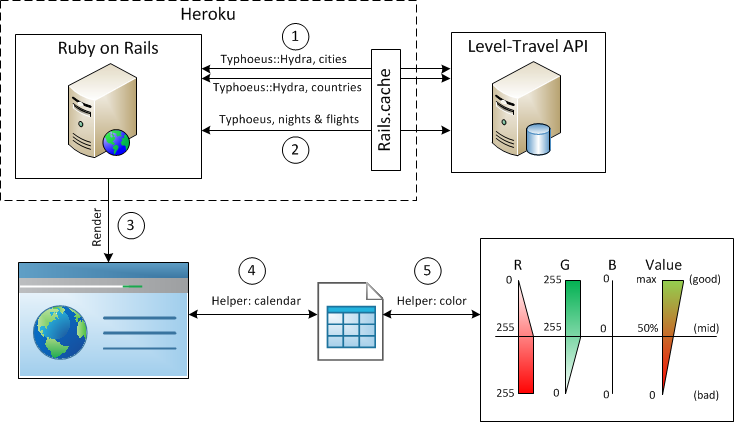 Heroku
Ruby on Rails
1
Level-Travel API
Typhoeus::Hydra, cities
Typhoeus::Hydra, countries
Rails.cache
Typhoeus, nights & flights
2
Render
3
4
5
Helper: calendar
Helper: color
R G B Value
0 255 0 max (good)
255 255 0 50% (mid)
255 0 0 0 (bad)